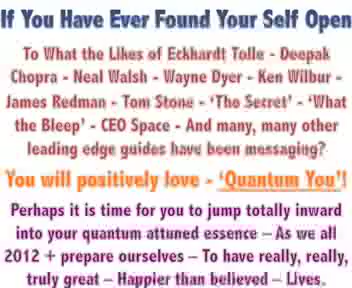 If You Have Ever Found Your Self Open
To What the Likes of Eckhardt Tolle - Deepak
Chopra - Neal Walsh - Wayne Dyer - Ken Wilbur -
James Redman - Tom Stone - ‘The Secret’ - ‘What
the Bleep’ - CEO Space - And many, many other
leading edge guides have been messaging?
You will positively love - ‘Quantum You’!
Perhaps it is time for you to jump totally inward
into your quantum attuned essence – As we all
2012 + prepare ourselves – To have really, really,
truly great – Happier than believed – Lives.